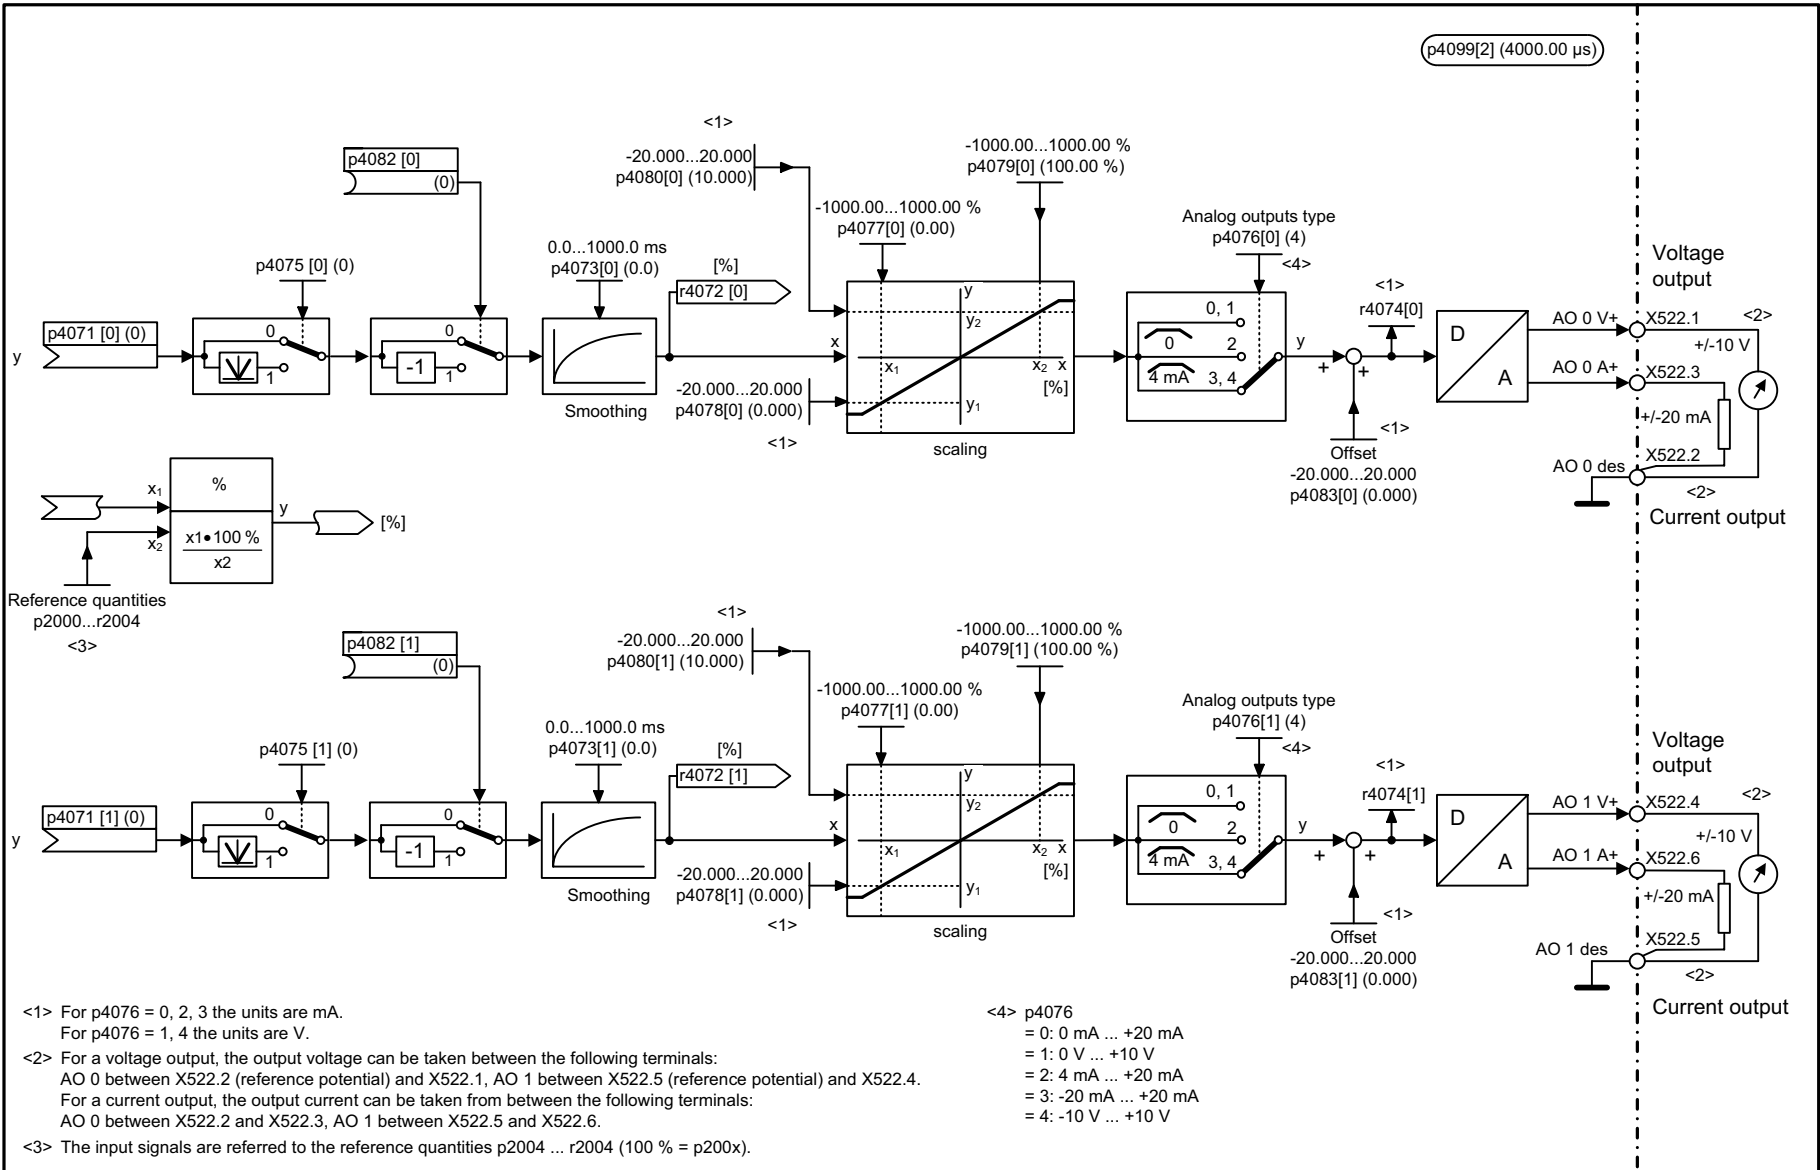 p4099[2] (4000.00 µs)
<1>
-20.000...20.000
p4080[0] (10.000)
-1000.00...1000.00 %
p4079[0] (100.00 %)
p4082 [0]
(0)
-1000.00...1000.00 %
p4077[0] (0.00)
Analog outputs type
p4076[0] (4)
<4>
Voltage
output
p4075 [0] (0)
0.0...1000.0 ms
p4073[0] (0.0)
[%]
r4072 [0]
<1>
r4074[0]
y
p4071 [0] (0)
0
1
0
-1
1
Smoothing
x
y
y2
x1
x2
x
[%]
y1
-20.000...20.000
p4078[0] (0.000)
<1>
scaling
0, 1
0
2
4 mA
3, 4
y
+
+
<1>
Offset
-20.000...20.000
p4083[0] (0.000)
D
A
AO 0 V+
X522.1
<2>
+/-10 V
AO 0 A+
X522.3
+/-20 mA
AO 0 des
X522.2
<2>
Current output
x1
%
y
[%]
x2
x1•100 %
x2
Reference quantities
p2000...r2004
<3>
<1>
-20.000...20.000
p4080[1] (10.000)
-1000.00...1000.00 %
p4079[1] (100.00 %)
p4082 [1]
(0)
-1000.00...1000.00 %
p4077[1] (0.00)
Analog outputs type
p4076[1] (4)
<4>
Voltage
output
p4075 [1] (0)
0.0...1000.0 ms
p4073[1] (0.0)
[%]
r4072 [1]
<1>
r4074[1]
y
p4071 [1] (0)
0
1
0
-1
1
Smoothing
x
y
y2
x1
x2
x
[%]
y1
-20.000...20.000
p4078[1] (0.000)
<1>
scaling
0, 1
0
2
4 mA
3, 4
y
+
+
<1>
Offset
-20.000...20.000
p4083[1] (0.000)
D
A
AO 1 V+
X522.4
<2>
+/-10 V
AO 1 A+
X522.6
+/-20 mA
AO 1 des
X522.5
<2>
Current output
<1> For p4076 = 0, 2, 3 the units are mA.
For p4076 = 1, 4 the units are V.
<2> For a voltage output, the output voltage can be taken between the following terminals:
AO 0 between X522.2 (reference potential) and X522.1, AO 1 between X522.5 (reference potential) and X522.4.
For a current output, the output current can be taken from between the following terminals:
AO 0 between X522.2 and X522.3, AO 1 between X522.5 and X522.6.
<3> The input signals are referred to the reference quantities p2004 ... r2004 (100 % = p200x).
<4> p4076
= 0: 0 mA ... +20 mA
= 1: 0 V ... +10 V
= 2: 4 mA ... +20 mA
= 3: -20 mA ... +20 mA
= 4: -10 V ... +10 V